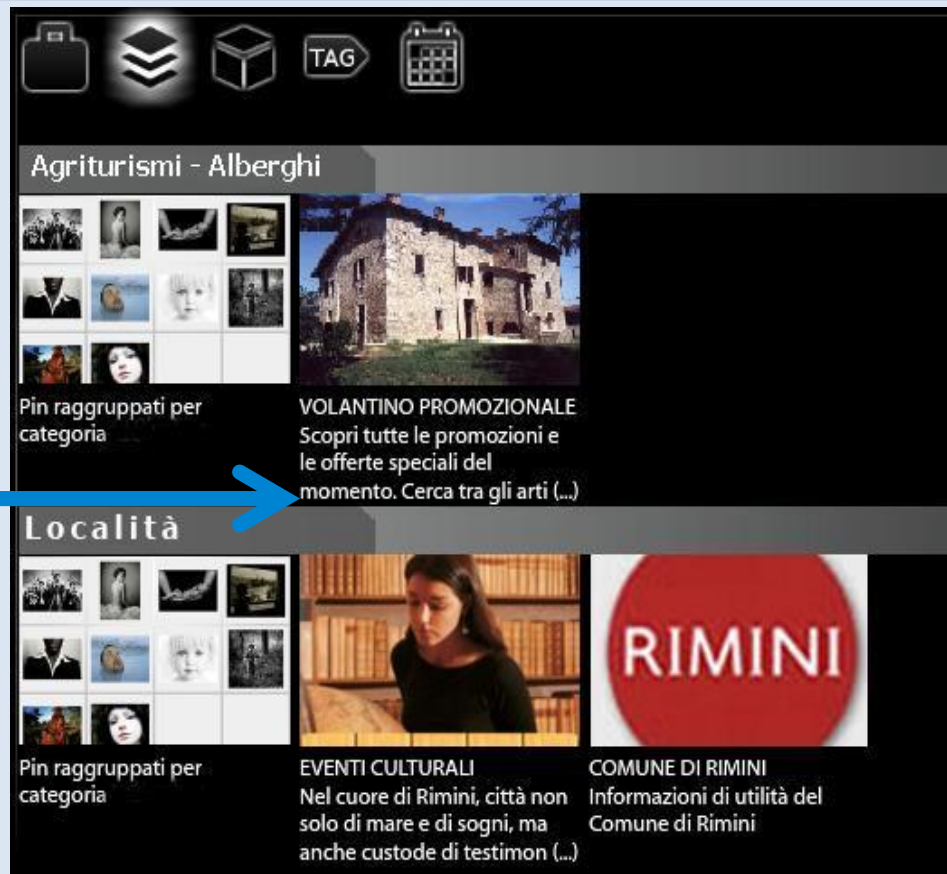 TAG
Agriturismi - Alberghi
Pin raggruppati per
categoria
VOLANTINO PROMOZIONALE
Scopri tutte le promozioni e
le offerte speciali del
momento. Cerca tra gli arti (...)
Località
RIMINI
Pin raggruppati per
categoria
EVENTI CULTURALI
Nel cuore di Rimini, città non
solo di mare e di sogni, ma
anche custode di testimon (...)
COMUNE DI RIMINI
Informazioni di utilità del
Comune di Rimini